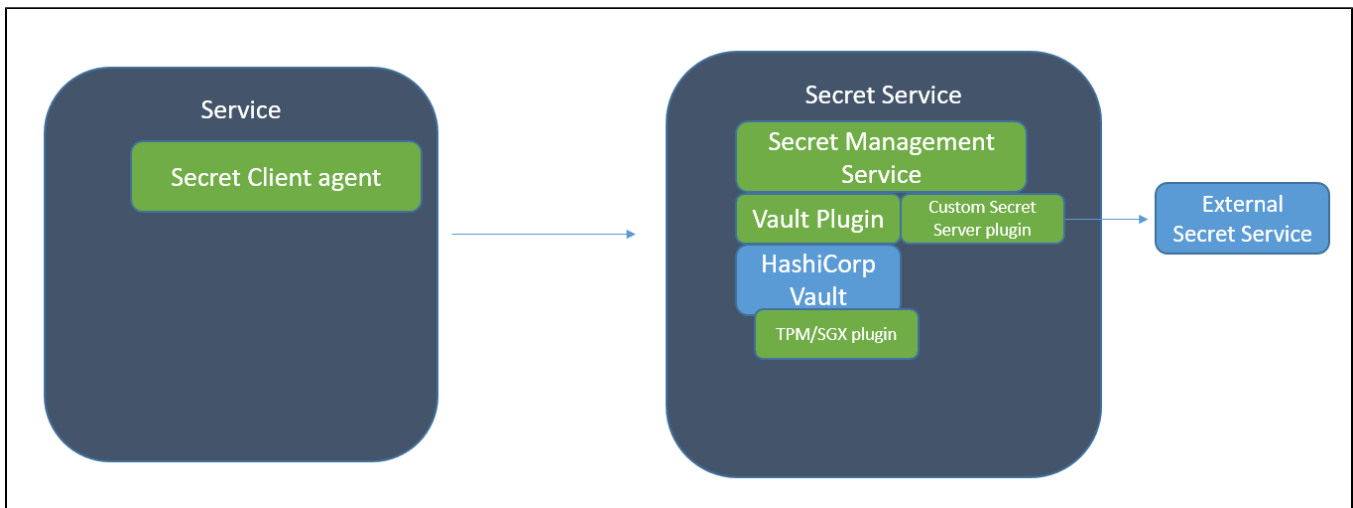 Service
Secret Client agent
Secret Service
Secret Management
Service
Vault Plugin
Custom Secret
Server plugin
HashiCorp
Vault
TPM/SGX plugin
External
Secret Service